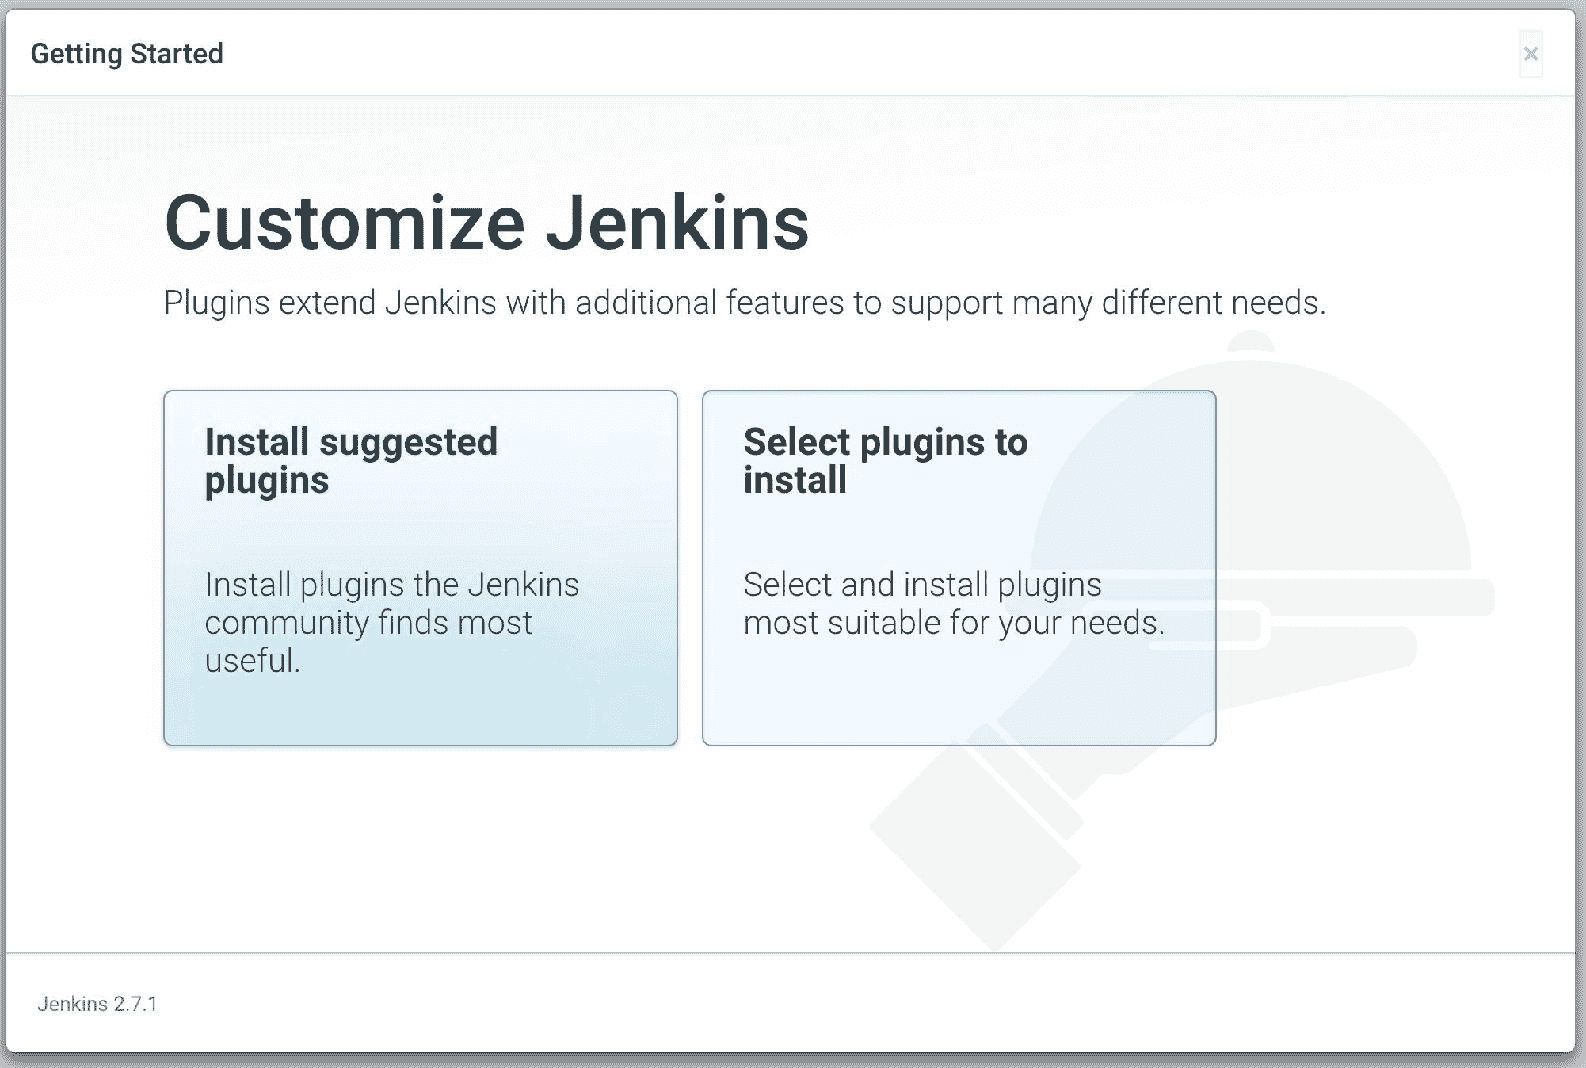 Getting Started
×
Customize Jenkins
Plugins extend Jenkins with additional features to support many different needs.
Install suggested
plugins
Install plugins the Jenkins
community finds most
useful.
Select plugins to
install
Select and install plugins
most suitable for your needs.
Jenkins 2.7.1